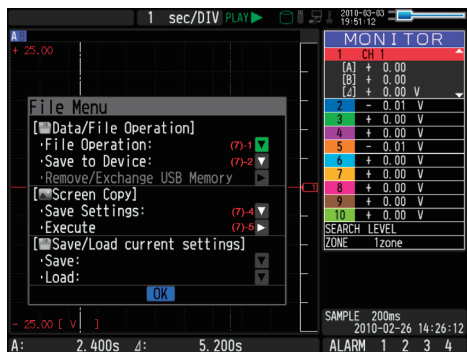 1 sec/DIV PLAY 2010-03-03 19:51:12
A
+ 25.00
MONITOR
1 CH 1
[A] + 0.00
[B] + 0.00
[⊿] + 0.00 V
2 - 0.01 V
3 + 0.00 V
4 + 0.00 V
5 - 0.01 V
6 + 0.00 V
7 + 0.00 V
8 + 0.00 V
9 + 0.00 V
10 + 0.00 V
SEARCH LEVEL
ZONE 1zone
File Menu
[Data/File Operation]
·File Operation: (7)-1
·Save to Device: (7)-2
·Remove/Exchange USB Memory
[Screen Copy]
·Save Settings: (7)-4
·Execute (7)-5
[Save/Load current settings]
·Save:
·Load:
OK
- 25.00 [ V ]
SAMPLE 200ms
2010-02-26 14:26:12
A: 2.400s ⊿: 5.200s ALARM 1 2 3 4